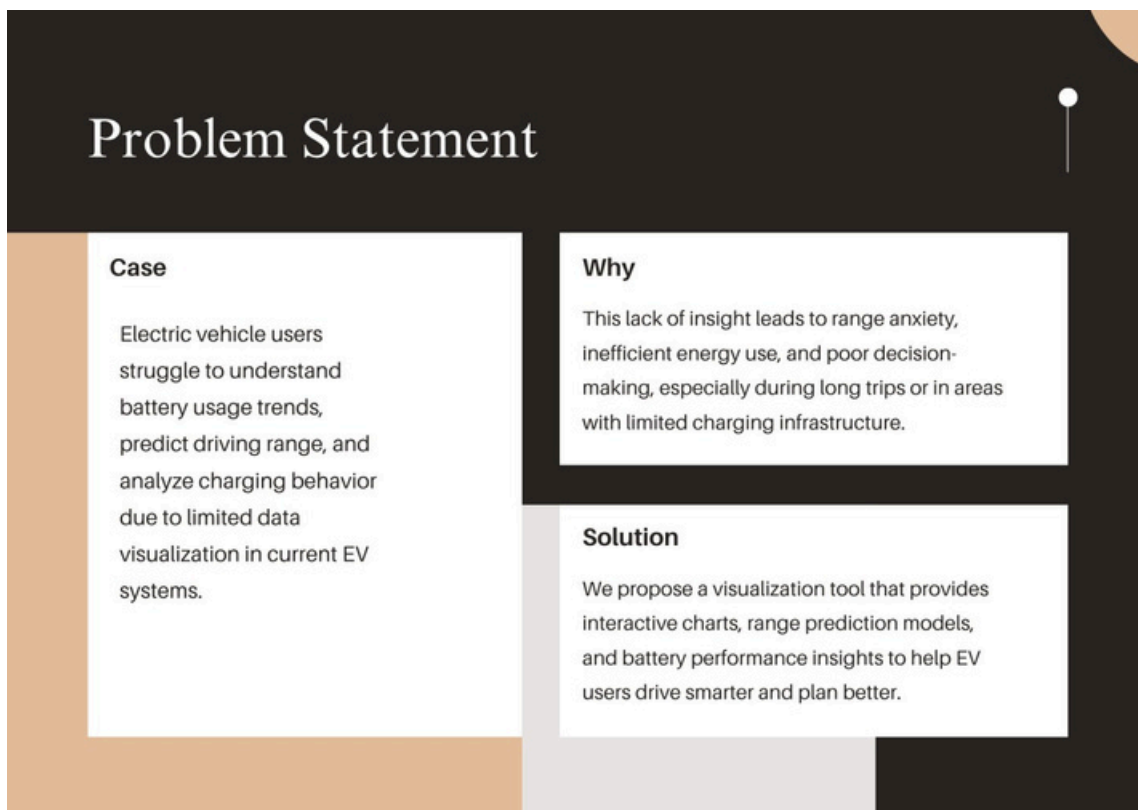 Problem Statement
Case
Electric vehicle users
struggle to understand
battery usage trends,
predict driving range, and
analyze charging behavior
due to limited data
visualization in current EV
systems.
Why
This lack of insight leads to range anxiety,
inefficient energy use, and poor decision-
making, especially during long trips or in areas
with limited charging infrastructure.
Solution
We propose a visualization tool that provides
interactive charts, range prediction models,
and battery performance insights to help EV
users drive smarter and plan better.